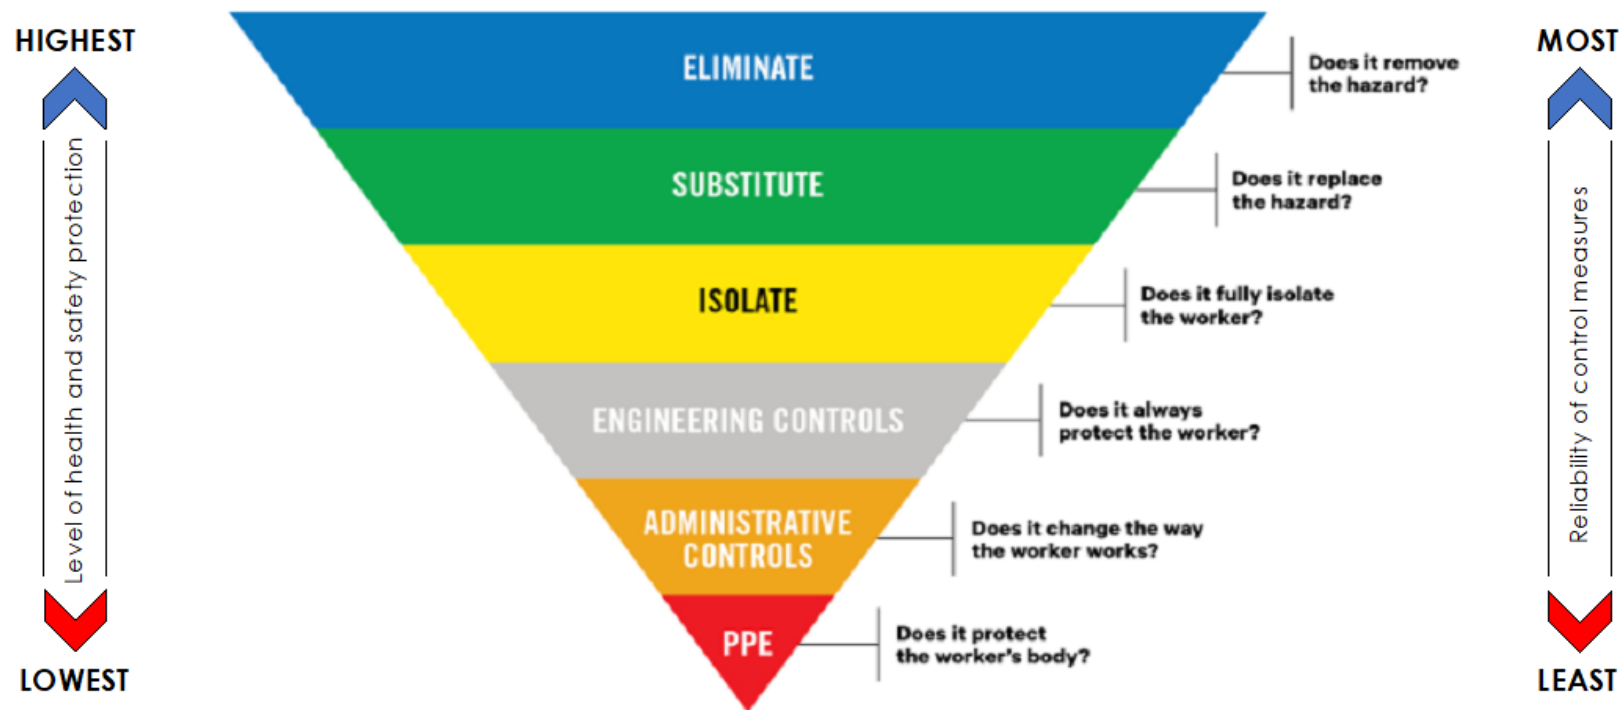 HIGHEST
Level of health and safety protection
LOWEST
ELIMINATE
Does it remove
the hazard?
SUBSTITUTE
Does it replace
the hazard?
ISOLATE
Does it fully isolate
the worker?
ENGINEERING CONTROLS
Does it always
protect the worker?
ADMINISTRATIVE
CONTROLS
Does it change the way
the worker works?
PPE
Does it protect
the worker's body?
MOST
Reliability of control measures
LEAST